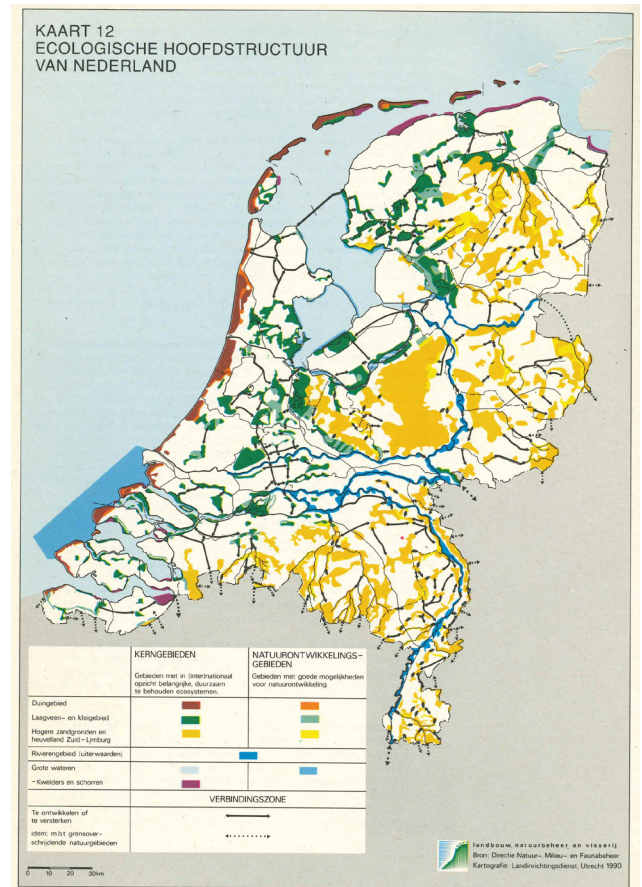 KAART 12
ECOLOGISCHE HOOFDSTRUCTUUR
VAN NEDERLAND
KERNGEBIEDEN
Gebieden met in (inter)nationaal
opzicht belangrijke, duurzaam
te behouden ecosystemen.
NATUURONTWIKKELINGS-
GEBIEDEN
Gebieden met goede mogelijkheden
voor natuurontwikkeling.
Duingebied
Laagveen- en kleigebied
Hogere zandgronden en
heuvelland Zuid-Limburg
Rivierengebied (uiterwaarden)
Grote wateren
-Kwelders en schorren
VERBINDINGSZONE
Te ontwikkelen of
te versterken
idem: m.b.t. grensover-
schrijdende natuurgebieden
0 10 20 30km
landbouw, natuurbeheer en visserij
Bron: Directie Natuur-, Milieu- en Faunabeheer
Kartografie: Landinrichtingsdienst, Utrecht 1990